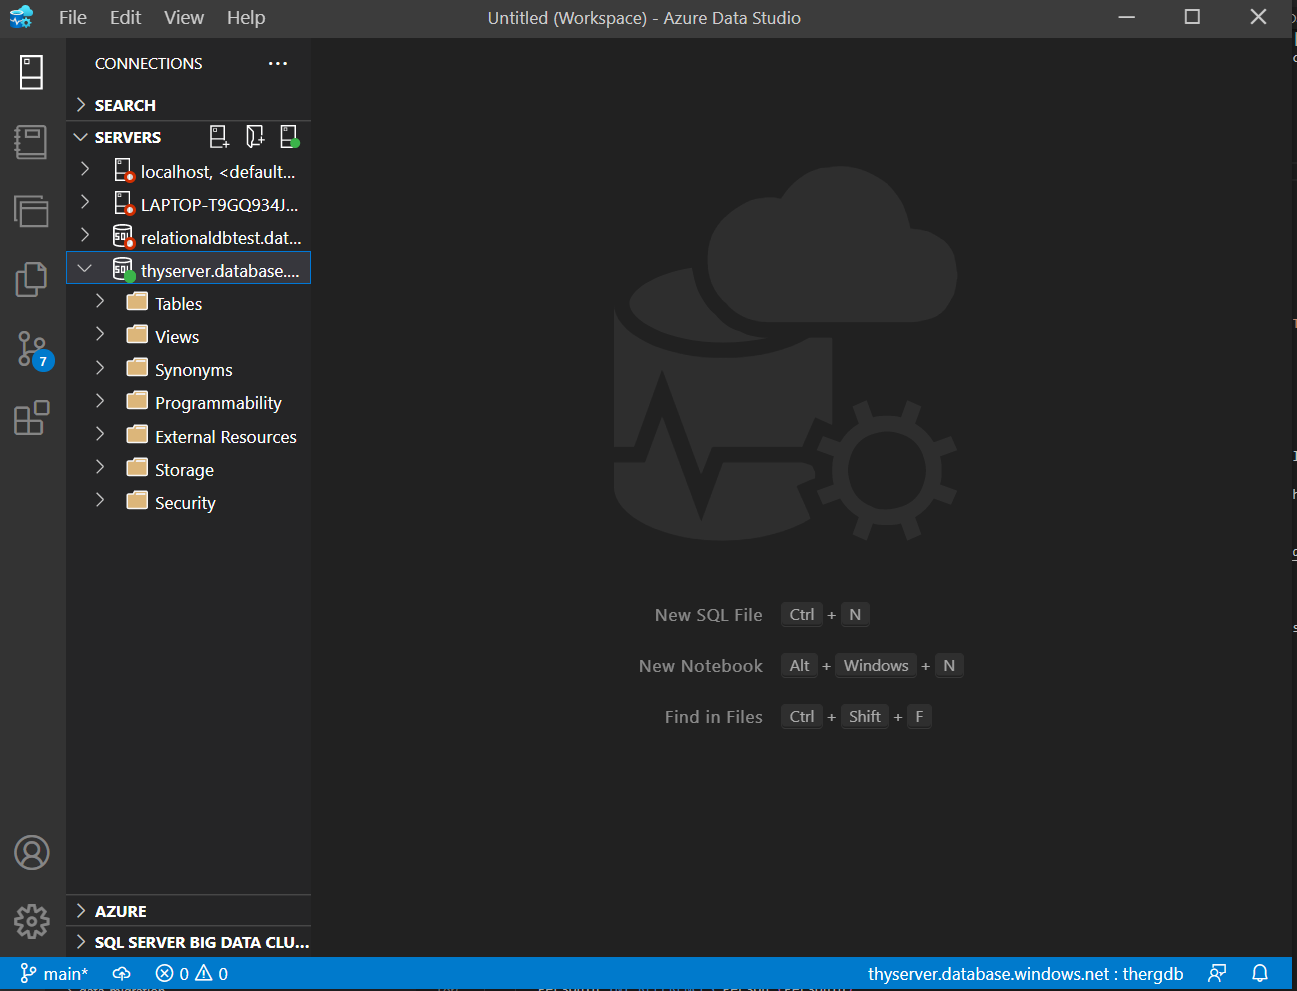 File Edit View Help
Untitled (Workspace) - Azure Data Studio
CONNECTIONS
SEARCH
SERVERS
localhost, <default...
LAPTOP-T9GQ934J...
relationaldbtest.dat...
thyserver.database....
Tables
Views
Synonyms
Programmability
External Resources
Storage
Security
7
New SQL File Ctrl + N
New Notebook Alt + Windows + N
Find in Files Ctrl + Shift + F
AZURE
SQL SERVER BIG DATA CLU...
main* 0 0 thyserver.database.windows.net : thergdb